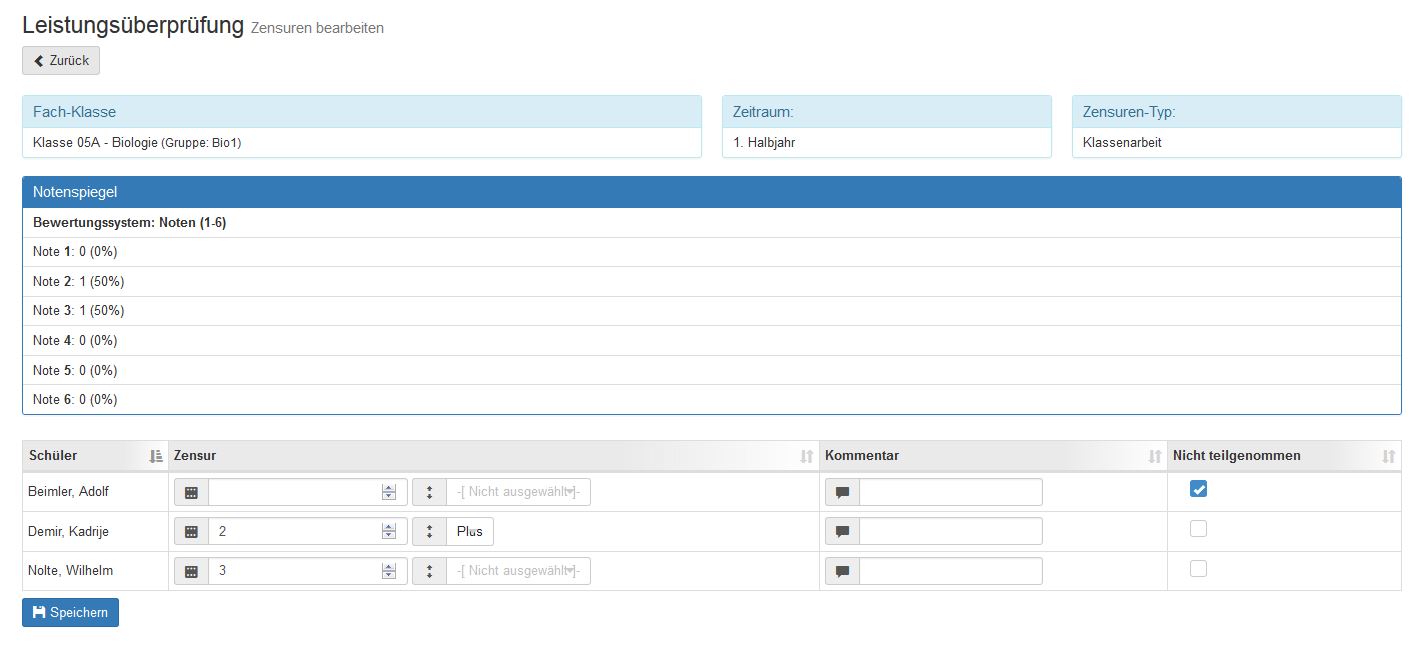 Leistungsüberprüfung Zensuren bearbeiten
Zurück
Fach-Klasse
Klasse 05A - Biologie (Gruppe: Bio1)
Zeitraum:
1. Halbjahr
Zensuren-Typ:
Klassenarbeit
Notenspiegel
Bewertungssystem: Noten (1-6)
Note 1: 0 (0%)
Note 2: 1 (50%)
Note 3: 1 (50%)
Note 4: 0 (0%)
Note 5: 0 (0%)
Note 6: 0 (0%)
Schüler Zensur Kommentar Nicht teilgenommen
Beimler, Adolf -[ Nicht ausgewählt ]-
Demir, Kadrije 2 Plus
Nolte, Wilhelm 3 -[ Nicht ausgewählt ]-
Speichern